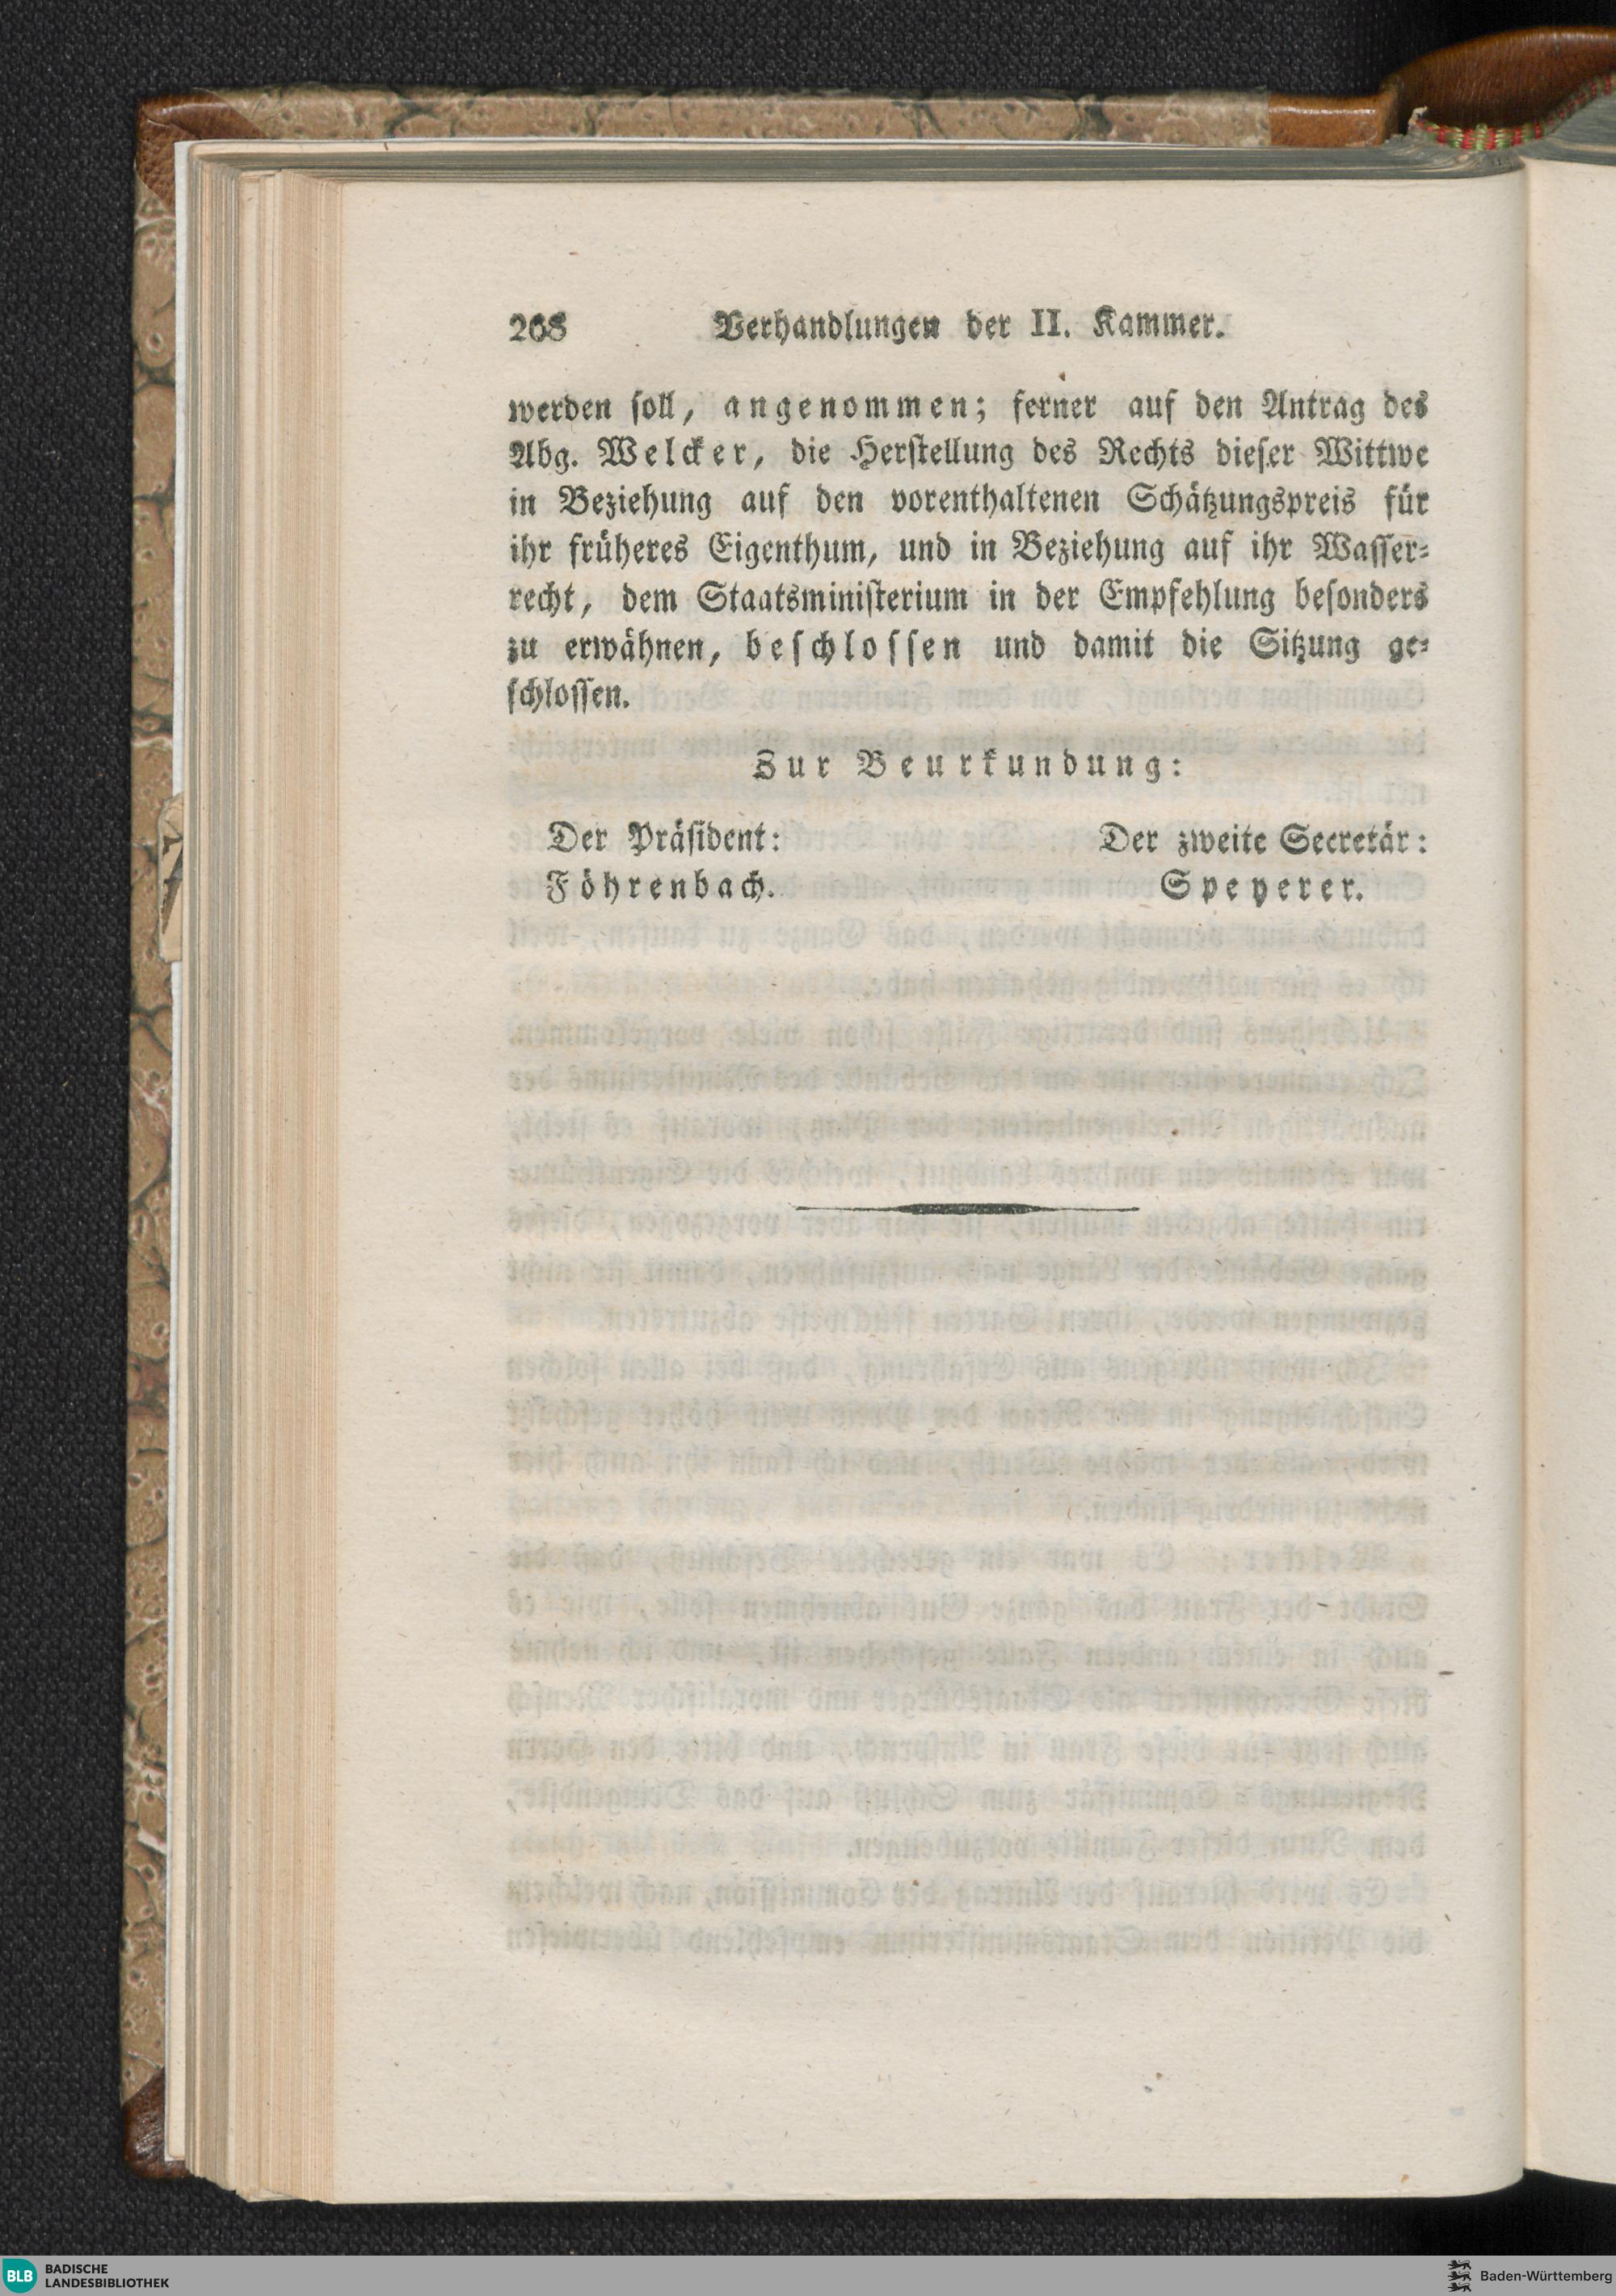 268 Verhandlungen der II. Kammer.
werden soll, angenommen; ferner auf den Antrag des
Abg. Welcker, die Herstellung des Rechts dieser Wittwe
in Beziehung auf den vorenthaltenen Schätzungspreis für
ihr früheres Eigenthum, und in Beziehung auf ihr Wasser-
recht, dem Staatsministerium in der Empfehlung besonders
zu erwähnen, beschlossen und damit die Sitzung ge-
schlossen.
Zur Beurkundung:
Der Präsident: Der zweite Secretär:
Föhrenbach. Speyerer.
BLB BADISCHE LANDESBIBLIOTHEK
Baden-Württemberg